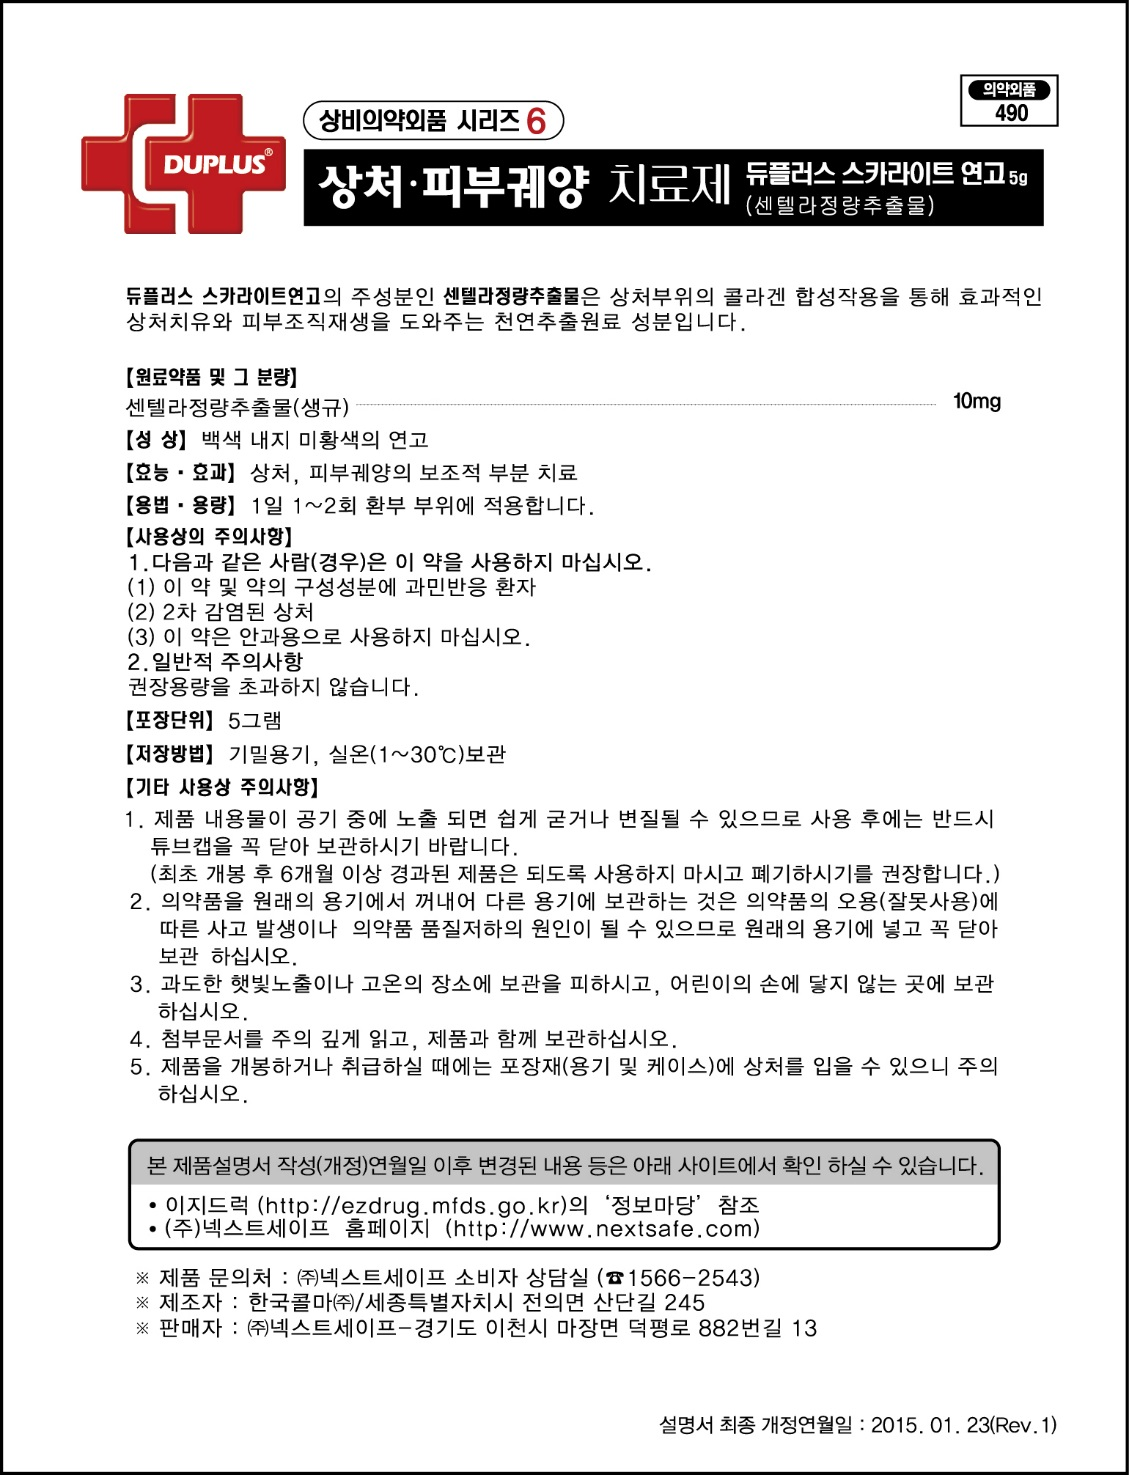 의약외품
490
상비의약외품 시리즈 6
DUPLUS®
상처·피부궤양 치료제 듀플러스 스카라이트 연고 5g
(센텔라정량추출물)
듀플러스 스카라이트연고의 주성분인 센텔라정량추출물은 상처부위의 콜라겐 합성작용을 통해 효과적인
상처치유와 피부조직재생을 도와주는 천연추출원료 성분입니다.
【원료약품 및 그 분량】
센텔라정량추출물(생규) 10mg
【성 상】 백색 내지 미황색의 연고
【효능·효과】 상처, 피부궤양의 보조적 부분 치료
【용법·용량】 1일 1~2회 환부 부위에 적용합니다.
【사용상의 주의사항】
1.다음과 같은 사람(경우)은 이 약을 사용하지 마십시오.
(1) 이 약 및 약의 구성성분에 과민반응 환자
(2) 2차 감염된 상처
(3) 이 약은 안과용으로 사용하지 마십시오.
2.일반적 주의사항
권장용량을 초과하지 않습니다.
【포장단위】 5그램
【저장방법】 기밀용기, 실온(1~30℃)보관
【기타 사용상 주의사항】
1. 제품 내용물이 공기 중에 노출 되면 쉽게 굳거나 변질될 수 있으므로 사용 후에는 반드시
튜브캡을 꼭 닫아 보관하시기 바랍니다.
(최초 개봉 후 6개월 이상 경과된 제품은 되도록 사용하지 마시고 폐기하시기를 권장합니다.)
2. 의약품을 원래의 용기에서 꺼내어 다른 용기에 보관하는 것은 의약품의 오용(잘못사용)에
따른 사고 발생이나 의약품 품질저하의 원인이 될 수 있으므로 원래의 용기에 넣고 꼭 닫아
보관 하십시오.
3. 과도한 햇빛노출이나 고온의 장소에 보관을 피하시고, 어린이의 손에 닿지 않는 곳에 보관
하십시오.
4. 첨부문서를 주의 깊게 읽고, 제품과 함께 보관하십시오.
5. 제품을 개봉하거나 취급하실 때에는 포장재(용기 및 케이스)에 상처를 입을 수 있으니 주의
하십시오.
본 제품설명서 작성(개정)연월일 이후 변경된 내용 등은 아래 사이트에서 확인 하실 수 있습니다.
• 이지드럭 (http://ezdrug.mfds.go.kr)의 ‘정보마당’ 참조
• (주)넥스트세이프 홈페이지 (http://www.nextsafe.com)
※ 제품 문의처 : ㈜넥스트세이프 소비자 상담실 (☎1566-2543)
※ 제조자 : 한국콜마㈜/세종특별자치시 전의면 산단길 245
※ 판매자 : ㈜넥스트세이프-경기도 이천시 마장면 덕평로 882번길 13
설명서 최종 개정연월일 : 2015. 01. 23(Rev.1)